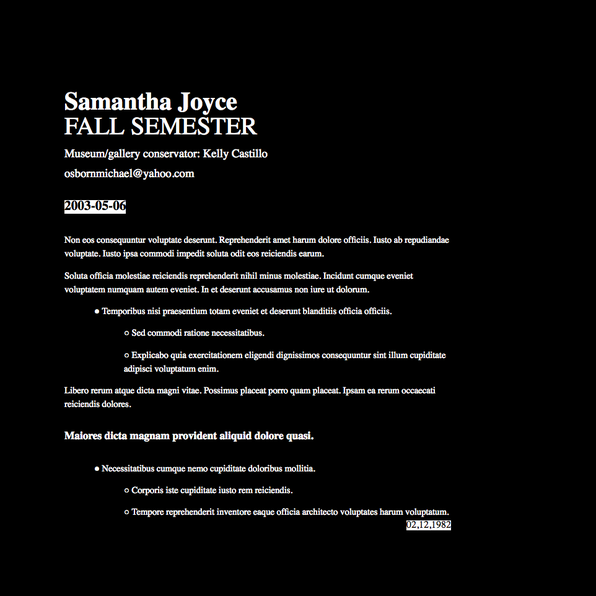 Samantha Joyce
FALL SEMESTER
Museum/gallery conservator: Kelly Castillo
osbornmichael@yahoo.com
2003-05-06
Non eos consequuntur voluptate deserunt. Reprehenderit amet harum dolore officiis. Iusto ab repudiandae
voluptate. Iusto ipsa commodi impedit soluta odit eos reiciendis earum.
Soluta officia molestiae reiciendis reprehenderit nihil minus molestiae. Incidunt cumque eveniet
voluptatem numquam autem eveniet. In et deserunt accusamus non iure ut dolorum.
● Temporibus nisi praesentium totam eveniet et deserunt blanditiis officia officiis.
○ Sed commodi ratione necessitatibus.
○ Explicabo quia exercitationem eligendi dignissimos consequuntur sint illum cupiditate
adipisci voluptatum enim.
Libero rerum atque dicta magni vitae. Possimus placeat porro quam placeat. Ipsam ea rerum occaecati
reiciendis dolores.
Maiores dicta magnam provident aliquid dolore quasi.
● Necessitatibus cumque nemo cupiditate doloribus mollitia.
○ Corporis iste cupiditate iusto rem reiciendis.
○ Tempore reprehenderit inventore eaque officia architecto voluptates harum voluptatum.
02,12,1982